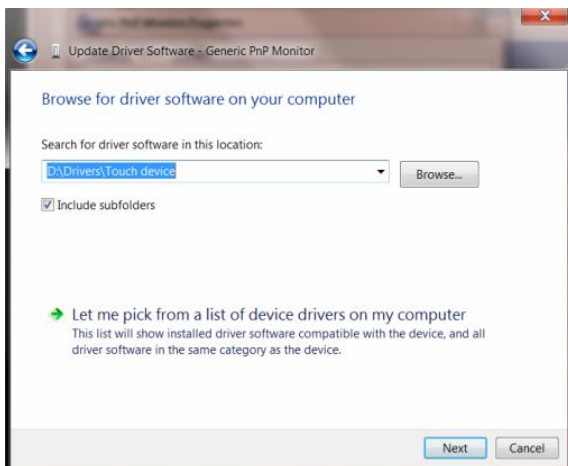 Update Driver Software - Generic PnP Monitor
Browse for driver software on your computer
Search for driver software in this location:
D:\Drivers\Touch device
Browse...
Include subfolders
Let me pick from a list of device drivers on my computer
This list will show installed driver software compatible with the device, and all
driver software in the same category as the device.
Next
Cancel